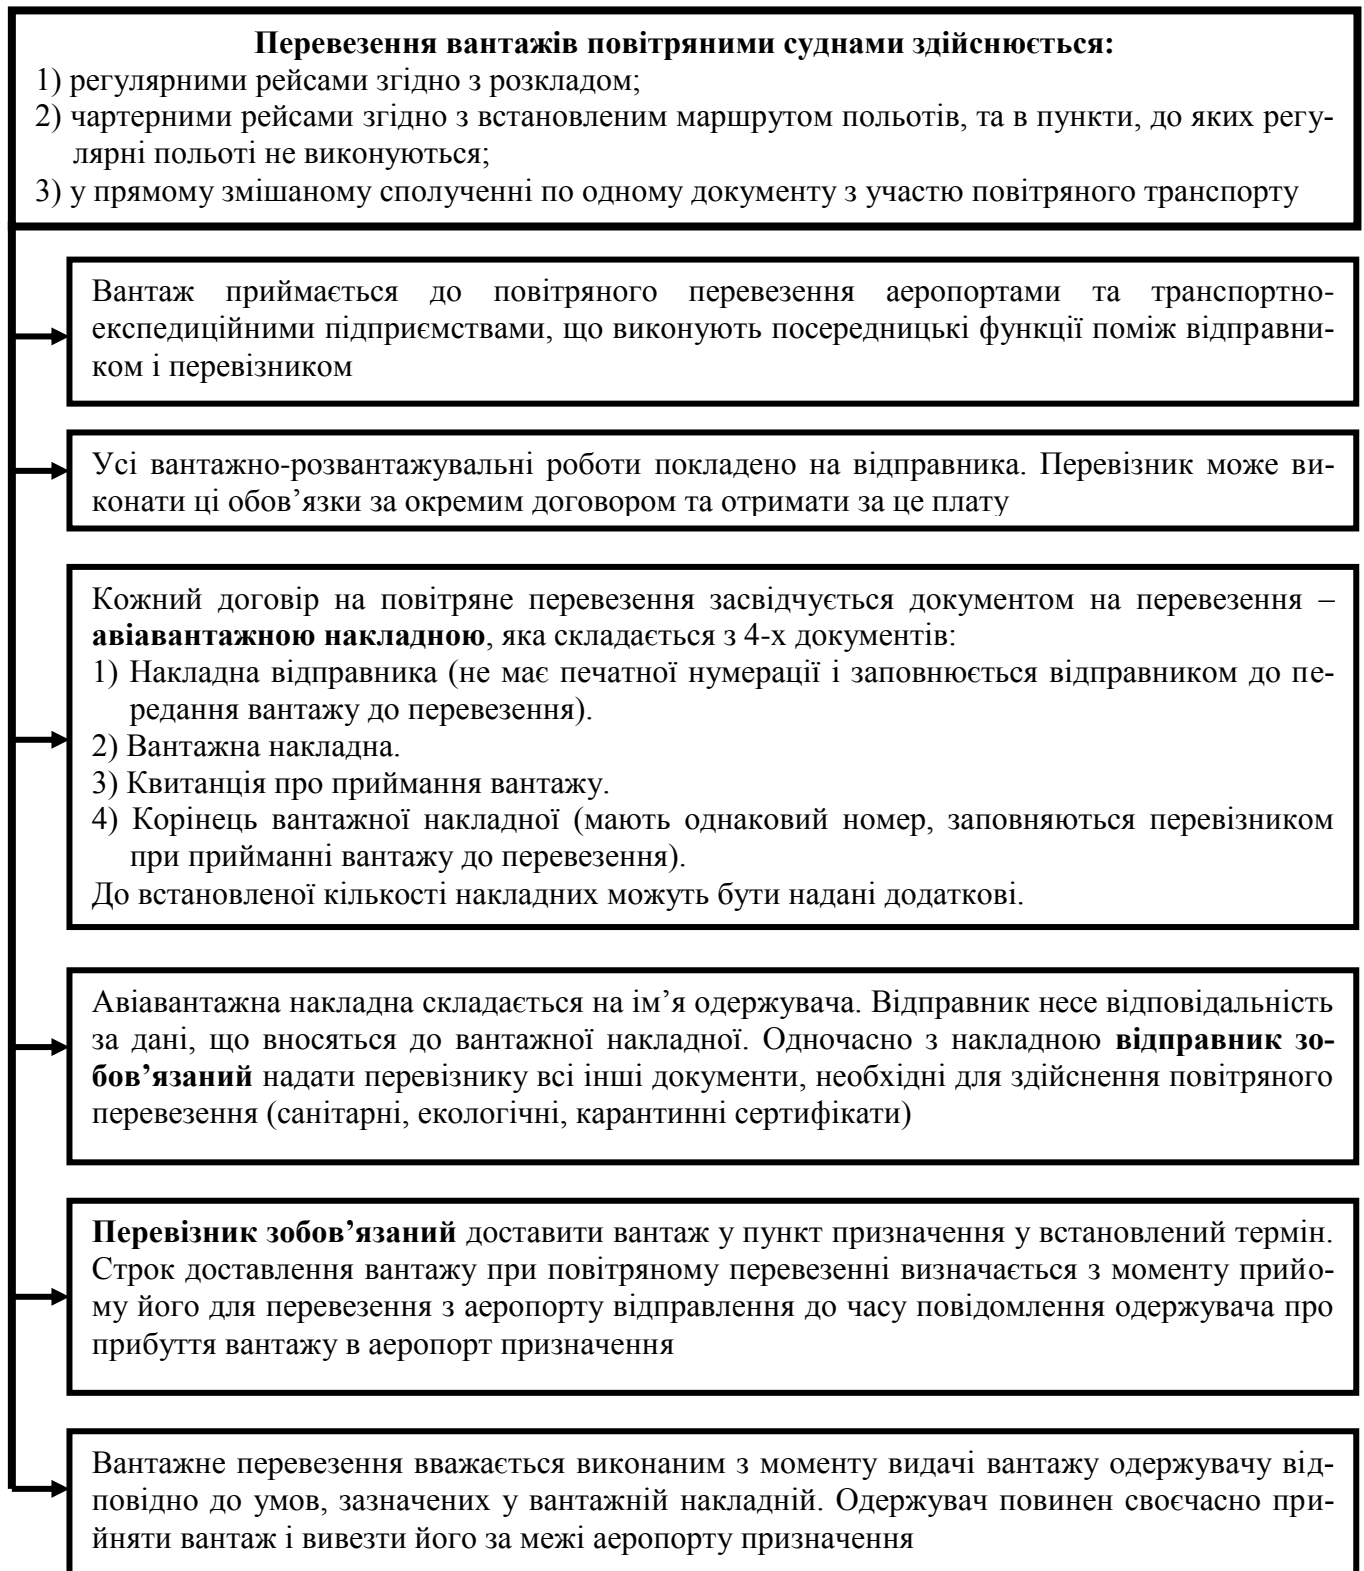 Перевезення вантажів повітряними суднами здійснюється:
1) регулярними рейсами згідно з розкладом;
2) чартерними рейсами згідно з встановленим маршрутом польотів, та в пункти, до яких регу-
лярні польоті не виконуються;
3) у прямому змішаному сполученні по одному документу з участю повітряного транспорту
Вантаж приймається до повітряного перевезення аеропортами та транспортно-
експедиційними підприємствами, що виконують посередницькі функції поміж відправни-
ком і перевізником
Усі вантажно-розвантажувальні роботи покладено на відправника. Перевізник може ви-
конати ці обов’язки за окремим договором та отримати за це плату
Кожний договір на повітряне перевезення засвідчується документом на перевезення –
авіавантажною накладною, яка складається з 4-х документів:
1) Накладна відправника (не має печатної нумерації і заповнюється відправником до пе-
редання вантажу до перевезення).
2) Вантажна накладна.
3) Квитанція про приймання вантажу.
4) Корінець вантажної накладної (мають однаковий номер, заповняються перевізником
при прийманні вантажу до перевезення).
До встановленої кількості накладних можуть бути надані додаткові.
Авіавантажна накладна складається на ім’я одержувача. Відправник несе відповідальність
за дані, що вносяться до вантажної накладної. Одночасно з накладною відправник зо-
бов’язаний надати перевізнику всі інші документи, необхідні для здійснення повітряного
перевезення (санітарні, екологічні, карантинні сертифікати)
Перевізник зобов’язаний доставити вантаж у пункт призначення у встановлений термін.
Строк доставлення вантажу при повітряному перевезенні визначається з моменту прийо-
му його для перевезення з аеропорту відправлення до часу повідомлення одержувача про
прибуття вантажу в аеропорт призначення
Вантажне перевезення вважається виконаним з моменту видачі вантажу одержувачу від-
повідно до умов, зазначених у вантажній накладній. Одержувач повинен своєчасно при-
йняти вантаж і вивезти його за межі аеропорту призначення